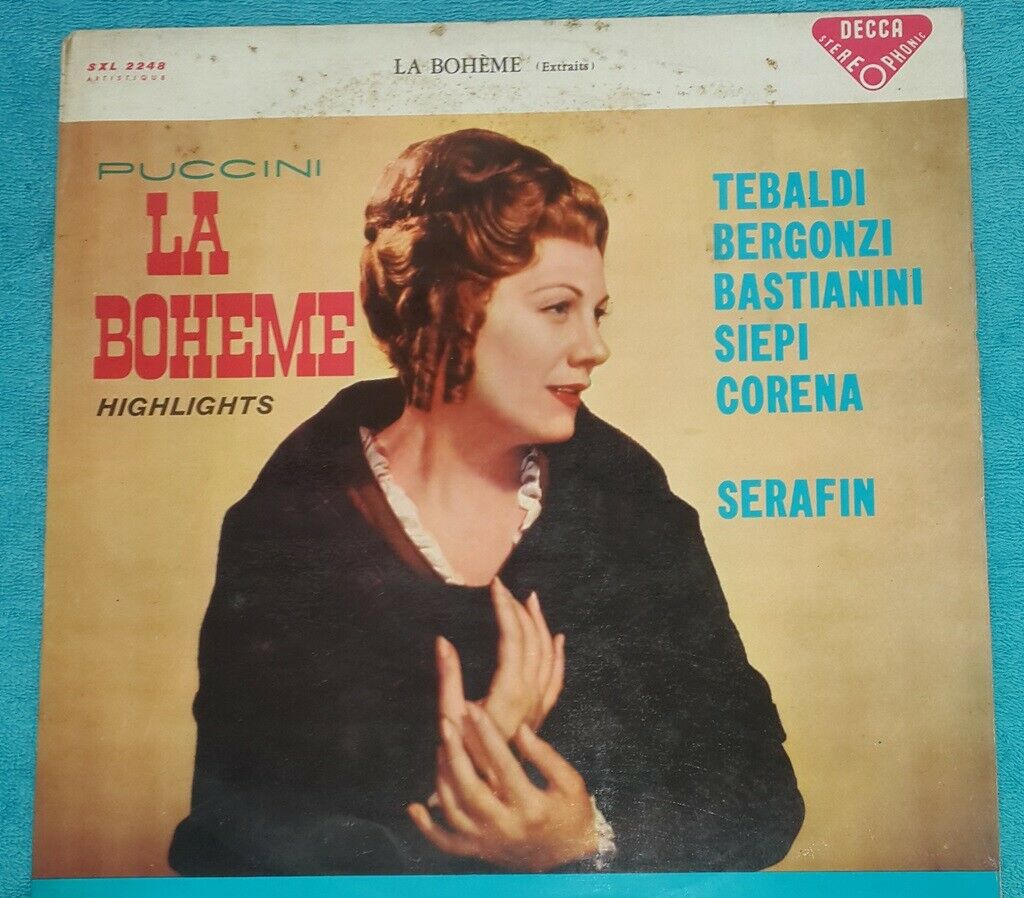 SXL 2248
ARTISTIQUE
LA BOHÈME (Extraits)
DECCA
STEREOPHONIC
PUCCINI
LA
BOHEME
HIGHLIGHTS
TEBALDI
BERGONZI
BASTIANINI
SIEPI
CORENA
SERAFIN